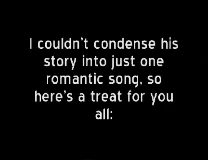 I couldn't condense his
story into just one
romantic song, so
here's a treat for you
all: